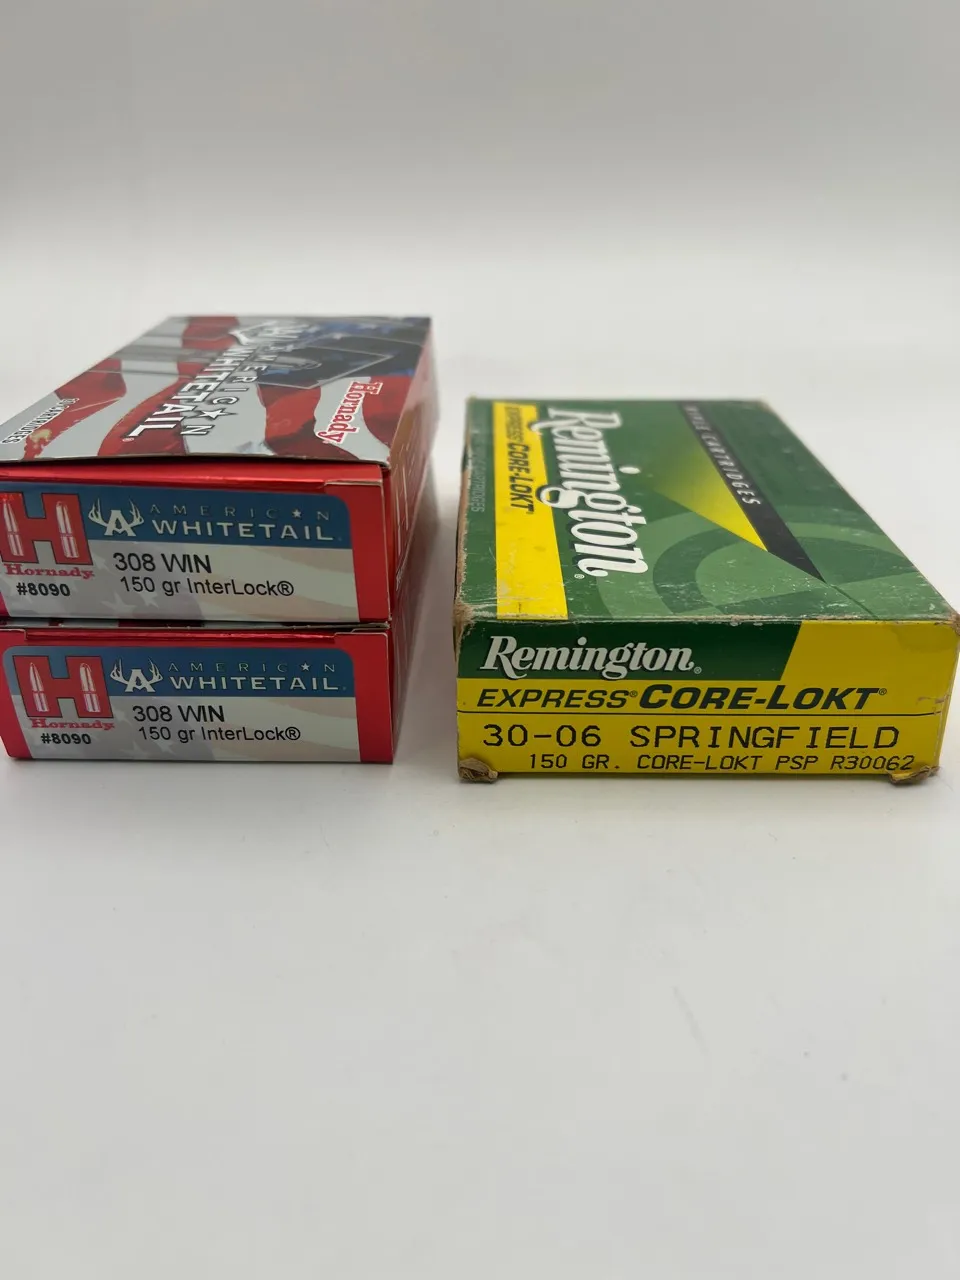 AMERICAN
WHITETAIL
Hornady
AMERICAN
WHITETAIL
308 WIN
150 gr InterLock®
Hornady
#8090
AMERICAN
WHITETAIL
308 WIN
150 gr InterLock®
Hornady
#8090
Remington®
EXPRESS® CORE-LOKT®
CARTRIDGES
Remington®
EXPRESS® CORE-LOKT®
30-06 SPRINGFIELD
150 GR. CORE-LOKT PSP R30062